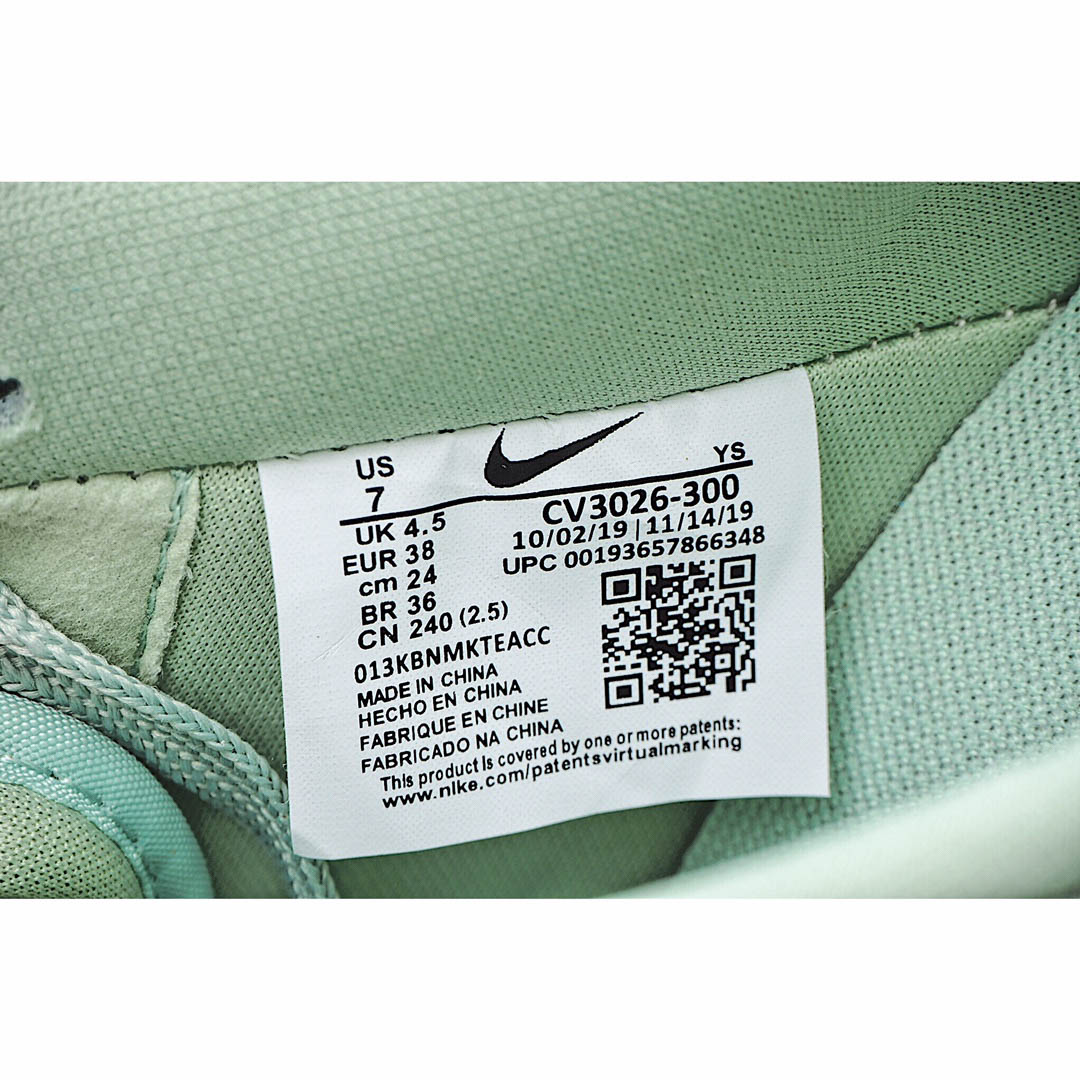 US
7
YS
UK 4.5
EUR 38
cm 24
BR 36
CN 240 (2.5)
CV3026-300
10/02/19 | 11/14/19
UPC 00193657866348
013KBNMKTEACC
MADE IN CHINA
HECHO EN CHINA
FABRIQUE EN CHINE
FABRICADO NA CHINA
This product is covered by one or more patents:
www.nike.com/patentsvirtualmarking